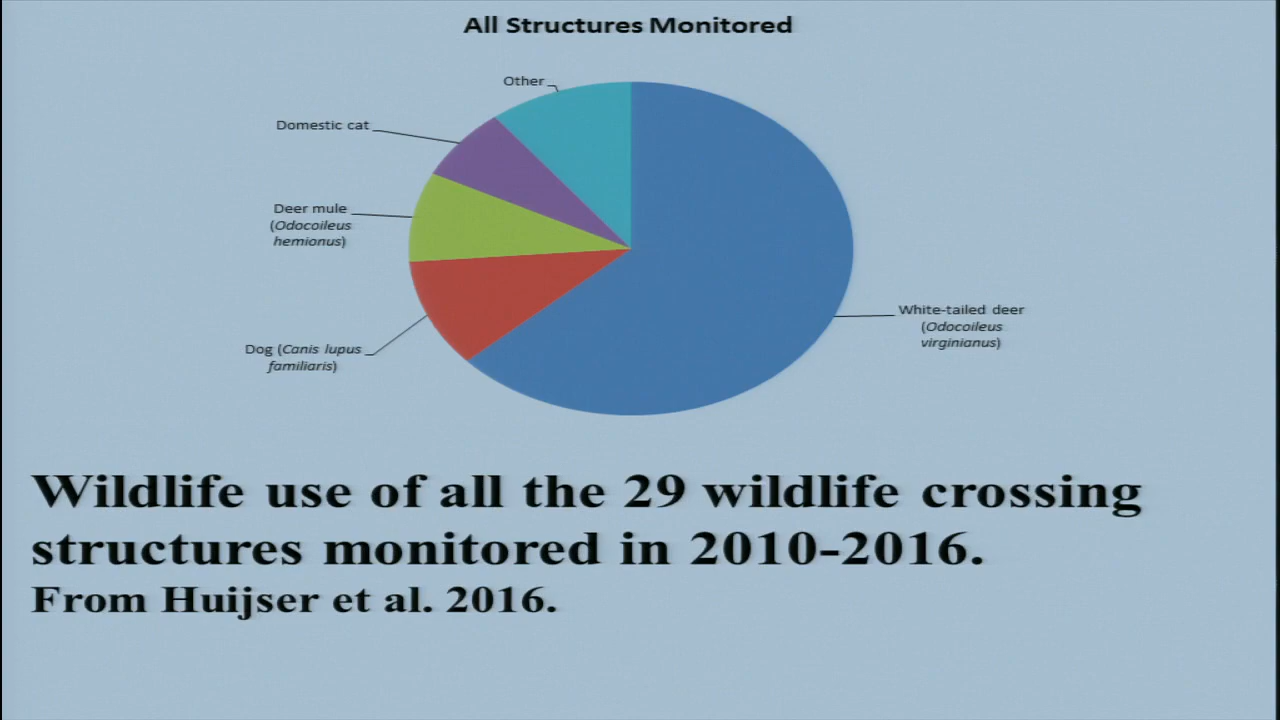 All Structures Monitored
Other
Domestic cat
Deer mule
(Odocoileus
hemionus)
Dog (Canis lupus
familiaris)
White-tailed deer
(Odocoileus
virginianus)
Wildlife use of all the 29 wildlife crossing
structures monitored in 2010-2016.
From Huijser et al. 2016.